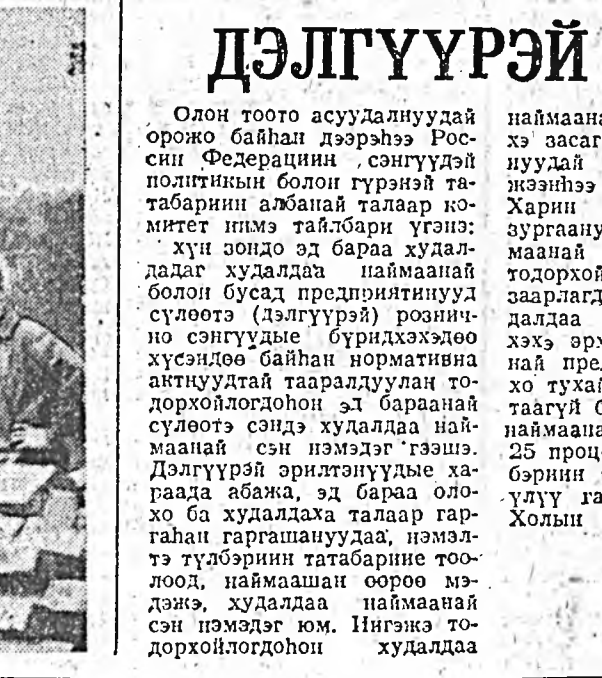 ДЭЛГҮҮРЭЙ
Олон тоото асуудалнуудай
орожо байһан дээрэһээ Рос-
син Федерациин сэнгүүдэй
политикын болон гүрэнэй та-
табариин албанай талаар ко-
митет иимэ тайлбари үгэнэ:
хүн зондо эд бараа худал-
дадаг худалдаа наймаанай
болон бусад предприятинууд
сүлөөтэ (дэлгүүрэй) рознич-
но сэнгүүдые бүридхэхэдөө
хүсэндөө байһан нормативна
актнуудтай тааралдуулан то-
дорхойлогдоһон эд бараанай
сүлөөтэ сэндэ худалдаа най-
маанай сэн нэмэдэг гээшэ.
Дэлгүүрэй эрилтэнүүдые ха-
раада абажа, эд бараа оло-
хо ба худалдаха талаар гар-
гаһан гаргашануудаа, нэмэл-
тэ түлбэриин татабарине тоо-
лоод, наймаашан өөрөө мэ-
дэжэ, худалдаа наймаанай
сэн нэмэдэг юм. Иигэжэ то-
дорхойлогдоһон худалдаа
наймаана
хэ засаг
нуудай
жээнһээ
Харин
зургаану
маанай
тодорхой
заарлагд
далдаа
хэхэ эрх
най пре
хо тухай
таагүй
наймаана
25 проц
бэриин
үлүү га
Холын